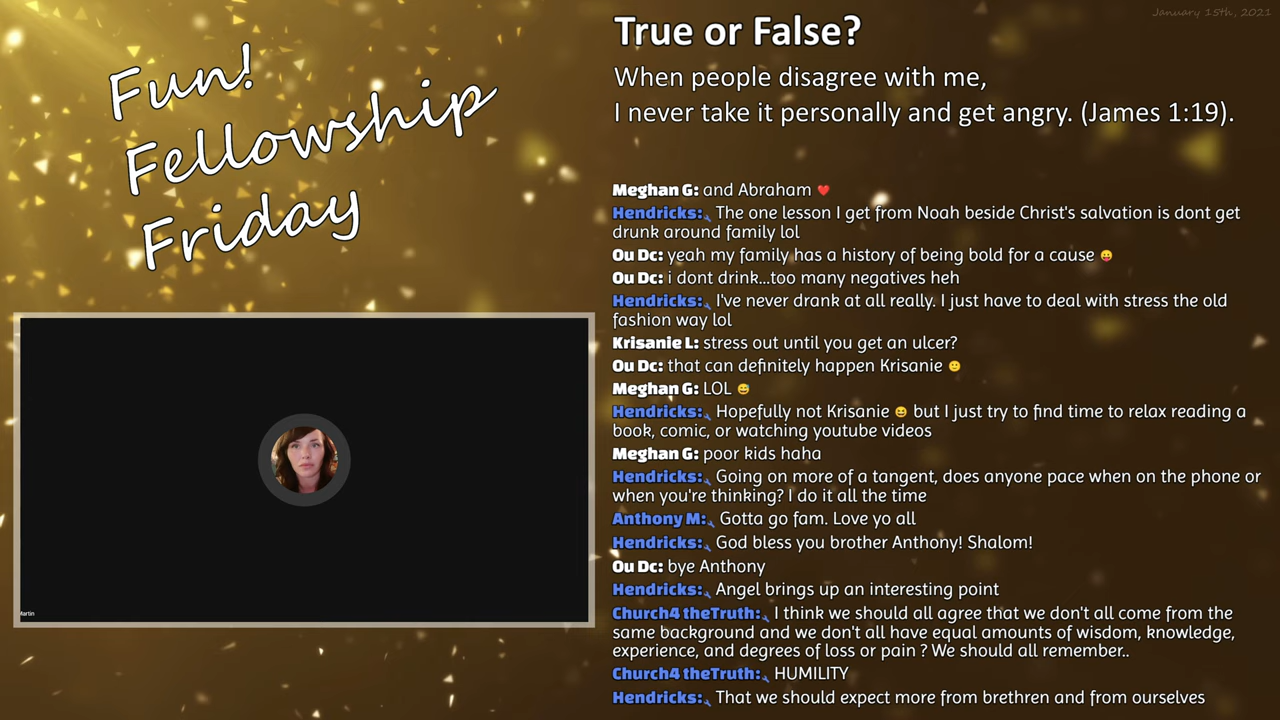 January 15th, 2021
Fun!
Fellowship
Friday
True or False?
When people disagree with me,
I never take it personally and get angry. (James 1:19).
Meghan G: and Abraham ❤️
Hendricks: The one lesson I get from Noah beside Christ's salvation is dont get
drunk around family lol
Ou Dc: yeah my family has a history of being bold for a cause 😛
Ou Dc: i dont drink...too many negatives heh
Hendricks: I've never drank at all really. I just have to deal with stress the old
fashion way lol
Krisanie L: stress out until you get an ulcer?
Ou Dc: that can definitely happen Krisanie 🙂
Meghan G: LOL 😅
Hendricks: Hopefully not Krisanie 😆 but I just try to find time to relax reading a
book, comic, or watching youtube videos
Meghan G: poor kids haha
Hendricks: Going on more of a tangent, does anyone pace when on the phone or
when you're thinking? I do it all the time
Anthony M: Gotta go fam. Love yo all
Hendricks: God bless you brother Anthony! Shalom!
Ou Dc: bye Anthony
Hendricks: Angel brings up an interesting point
Church4 theTruth: I think we should all agree that we don't all come from the
same background and we don't all have equal amounts of wisdom, knowledge,
experience, and degrees of loss or pain ? We should all remember..
Church4 theTruth: HUMILITY
Hendricks: That we should expect more from brethren and from ourselves
Martin